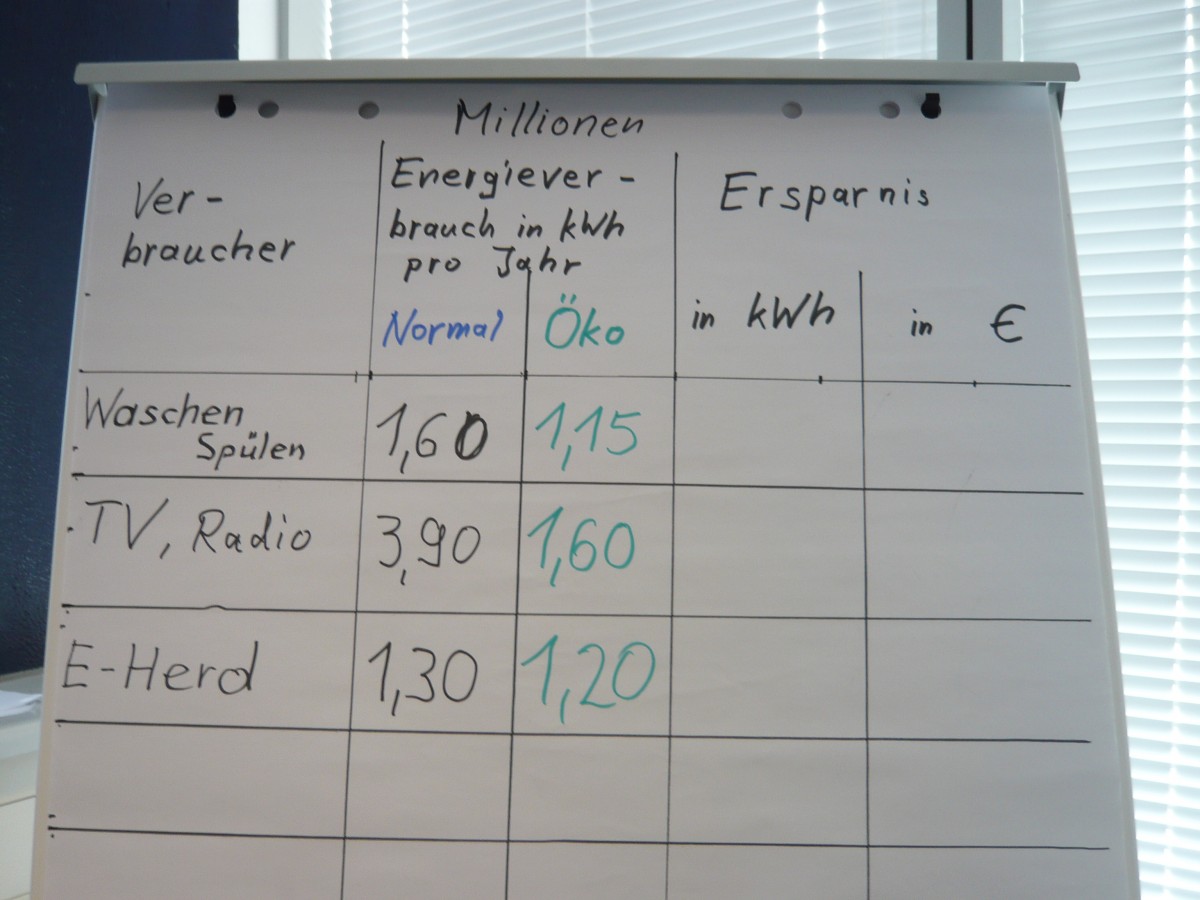 Millionen
Ver-
braucher
Energiever-
brauch in kWh
pro Jahr
Normal Öko
Ersparnis
in kWh in €
Waschen
Spülen 1,60 1,15
TV, Radio 3,90 1,60
E-Herd 1,30 1,20